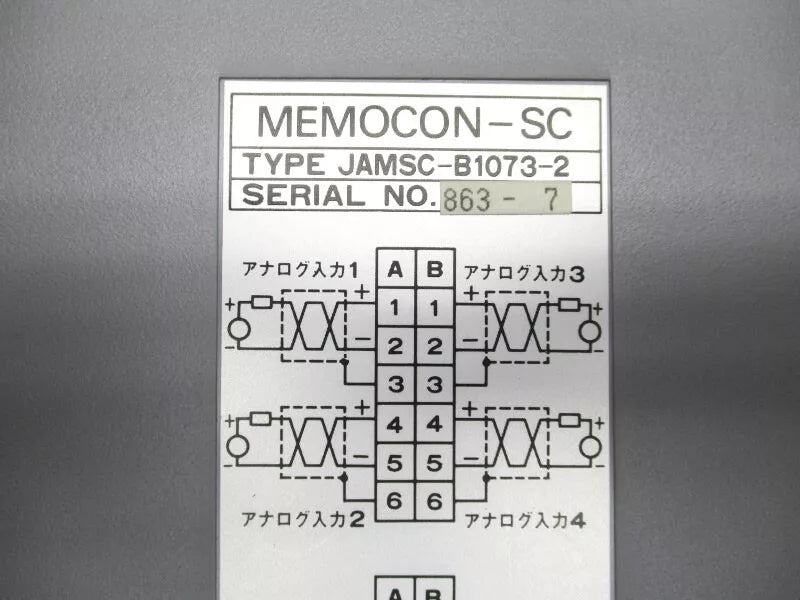 MEMOCON-SC
TYPE JAMSC-B1073-2
SERIAL NO. 863 - 7
アナログ入力1 A B アナログ入力3
+ + 1 1 + +
- - 2 2 - -
3 3
+ + 4 4 + +
- - 5 5 - -
6 6
アナログ入力2 アナログ入力4
A B